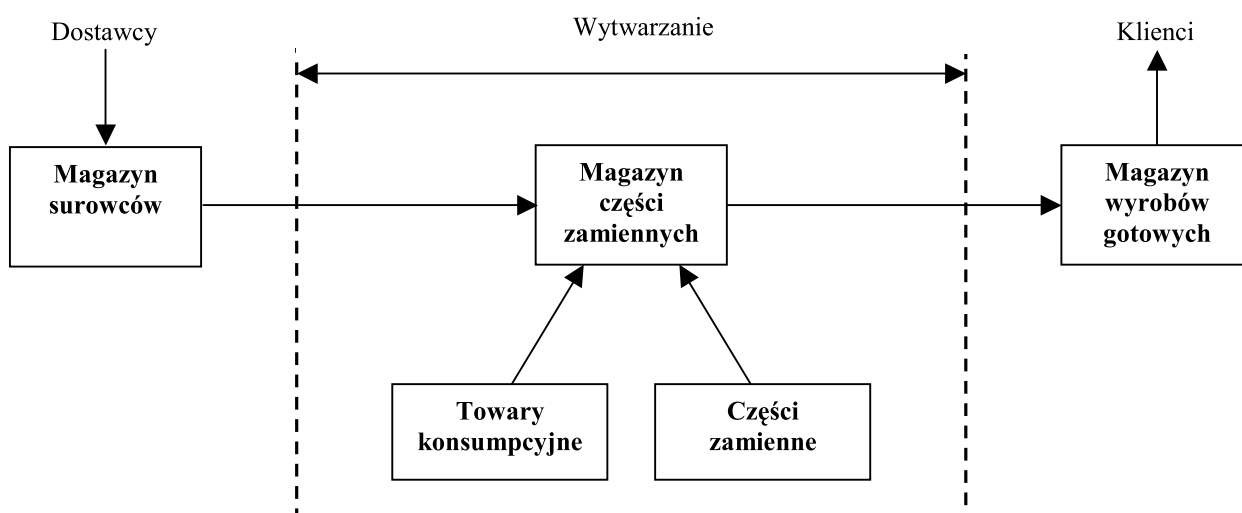 Dostawcy
Wytwarzanie
Klienci
Magazyn
surowców
Magazyn
części
zamiennych
Magazyn
wyrobów
gotowych
Towary
konsumpcyjne
Części
zamienne